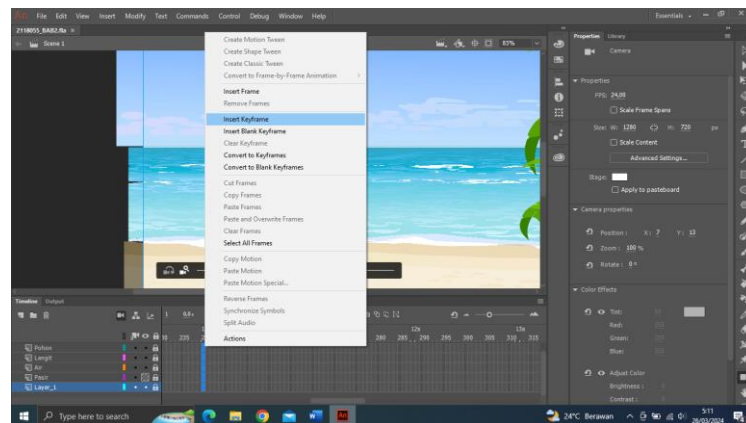 An File Edit View Insert Modify Text Commands Control Debug Window Help
Essentials
2118055_BAB2.fla ×
Scene 1
83%
Create Motion Tween
Create Shape Tween
Create Classic Tween
Convert to Frame-by-Frame Animation
Insert Frame
Remove Frames
Insert Keyframe
Insert Blank Keyframe
Clear Keyframe
Convert to Keyframes
Convert to Blank Keyframes
Cut Frames
Copy Frames
Paste Frames
Paste and Overwrite Frames
Clear Frames
Select All Frames
Copy Motion
Paste Motion
Paste Motion Special...
Reverse Frames
Synchronize Symbols
Split Audio
Actions
Properties Library
Camera
Properties
FPS: 24,00
Scale Frame Spans
Size: W: 1280 H: 720 px
Scale Content
Advanced Settings...
Stage:
Apply to pasteboard
Camera properties
Position: X: 7 Y: 13
Zoom: 100 %
Rotate: 0°
Color Effects
Tint:
Red:
Green:
Blue:
Adjust Color
Brightness:
Contrast:
Timeline Output
12s 13s
235 280 285 290 295 300 305 310 315
Pohon
Langit
Air
Pasir
Layer_1
Type here to search
24°C Berawan
5:11
26/03/2024